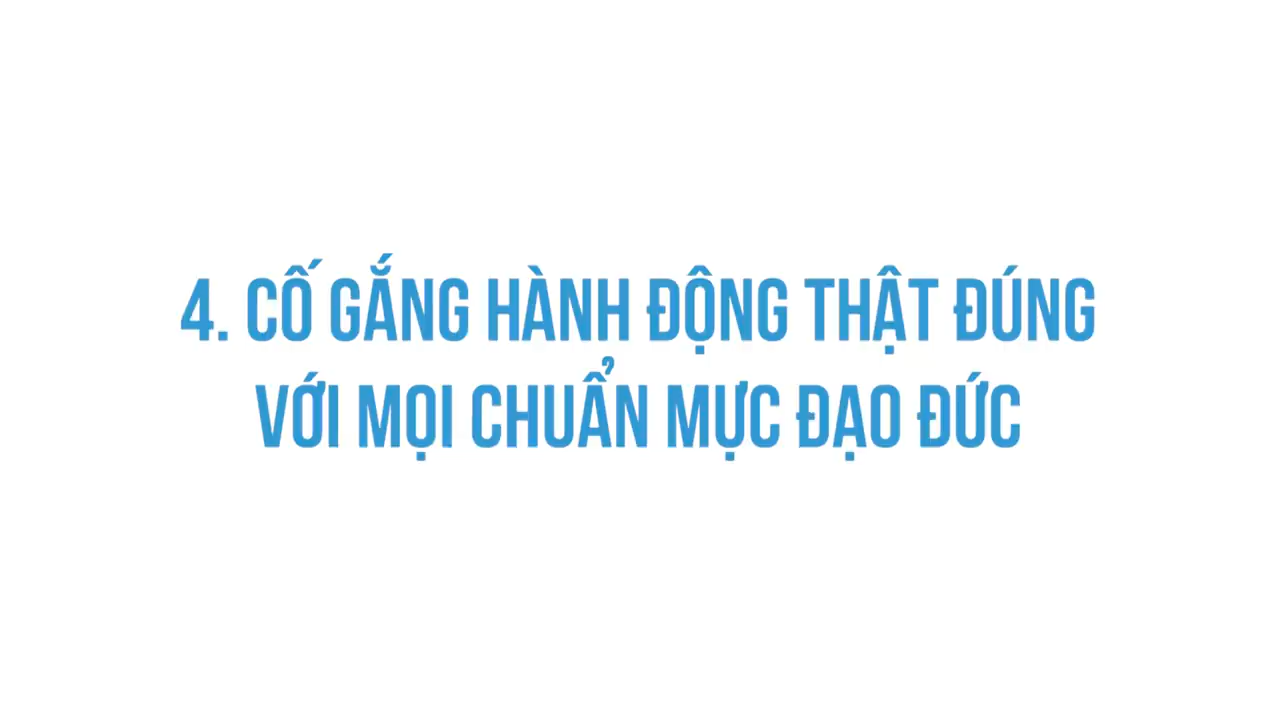 4. CỐ GẮNG HÀNH ĐỘNG THẬT ĐÚNG
VỚI MỌI CHUẨN MỰC ĐẠO ĐỨC